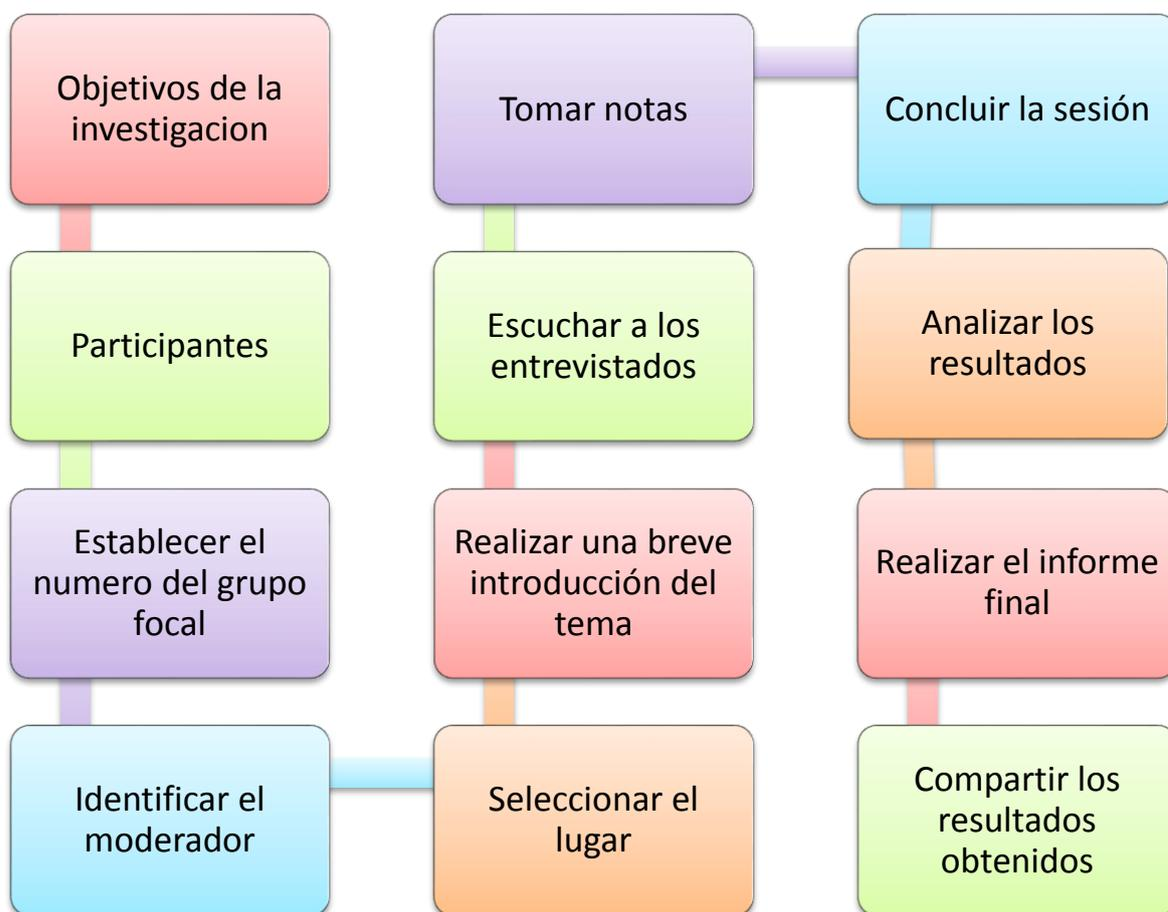 Objetivos de la
investigacion
Participantes
Establecer el
numero del grupo
focal
Identificar el
moderador
Seleccionar el
lugar
Realizar una breve
introducción del
tema
Escuchar a los
entrevistados
Tomar notas
Concluir la sesión
Analizar los
resultados
Realizar el informe
final
Compartir los
resultados
obtenidos